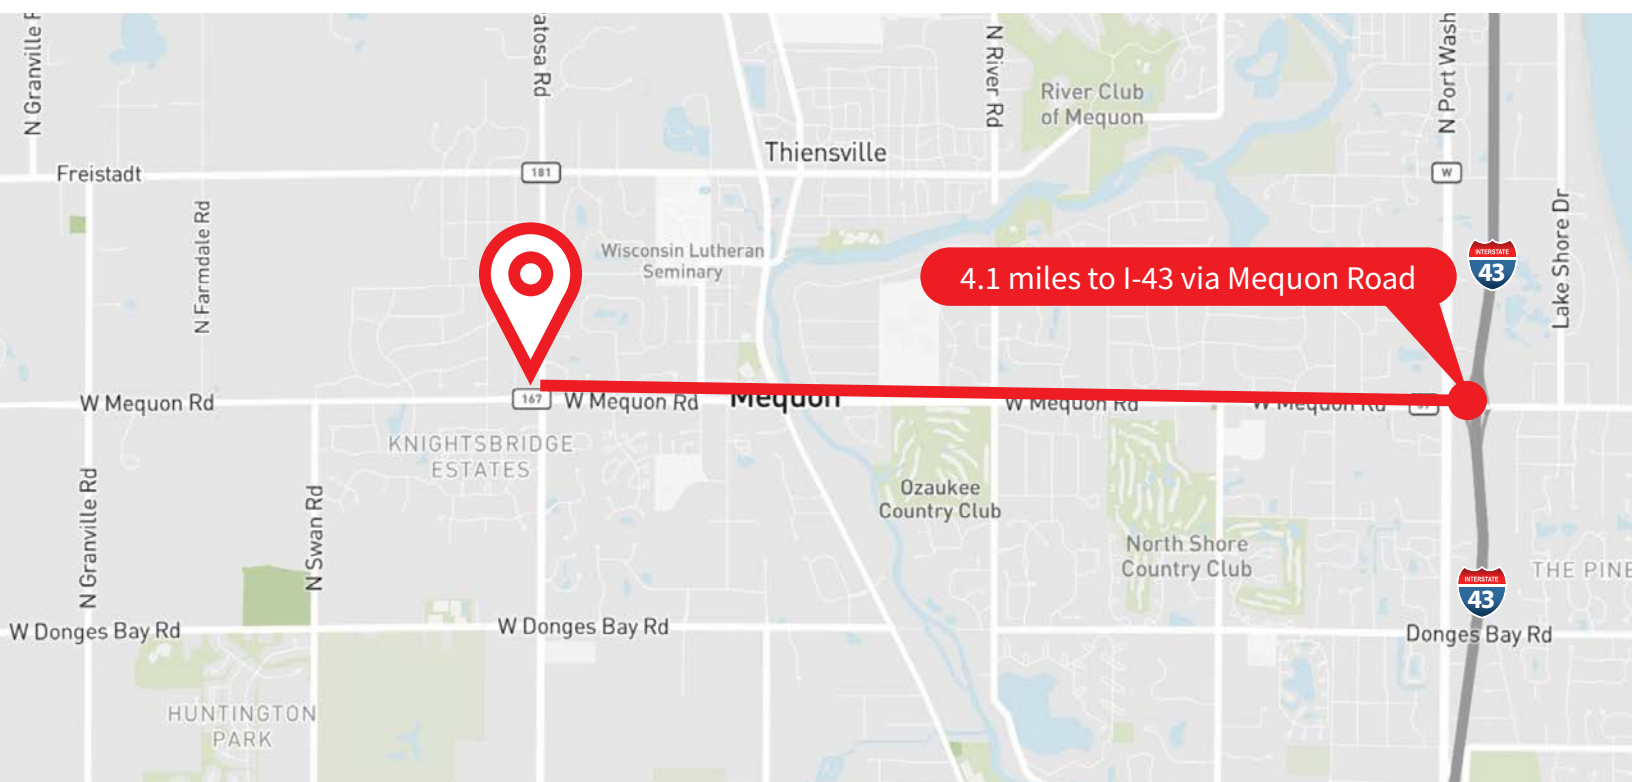 N Granville
atosa Rd
N River Rd
N Port Wash
River Club
of Mequon
Thiensville
Freistadt
181
W
N Farmdale Rd
Lake Shore Dr
Wisconsin Lutheran
Seminary
4.1 miles to I-43 via Mequon Road
INTERSTATE
43
W Mequon Rd
167
W Mequon Rd
Mequon
W Mequon Rd
W Mequon Rd
KNIGHTSBRIDGE
ESTATES
N Granville Rd
N Swan Rd
Ozaukee
Country Club
North Shore
Country Club
THE PINE
INTERSTATE
43
W Donges Bay Rd
W Donges Bay Rd
Donges Bay Rd
HUNTINGTON
PARK